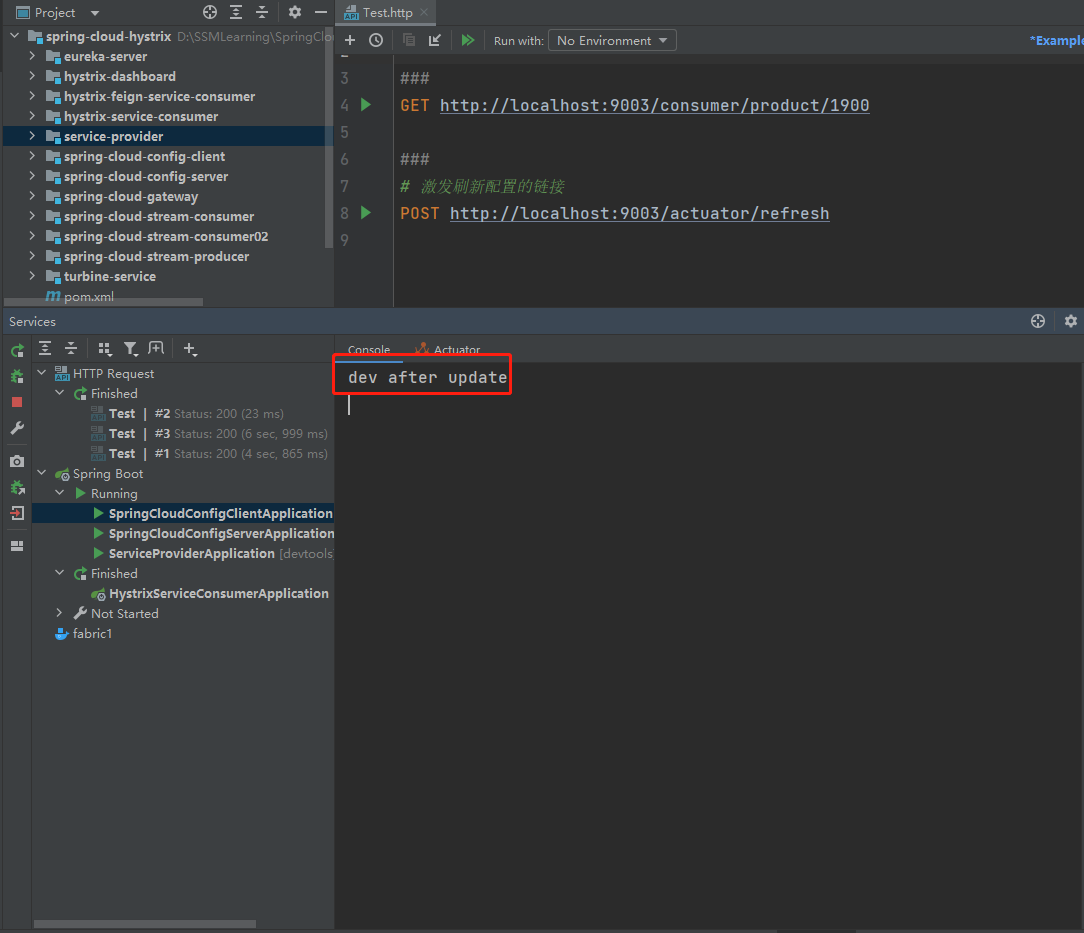 Project
Test.http
spring-cloud-hystrix D:\SSMLearning\SpringClou
eureka-server
hystrix-dashboard
hystrix-feign-service-consumer
hystrix-service-consumer
service-provider
spring-cloud-config-client
spring-cloud-config-server
spring-cloud-gateway
spring-cloud-stream-consumer
spring-cloud-stream-consumer02
spring-cloud-stream-producer
turbine-service
pom.xml
Run with: No Environment
*Example
3 ###
4 GET http://localhost:9003/consumer/product/1900
5
6 ###
7 # 激发刷新配置的链接
8 POST http://localhost:9003/actuator/refresh
9
Services
HTTP Request
Finished
Test | #2 Status: 200 (23 ms)
Test | #3 Status: 200 (6 sec, 999 ms)
Test | #1 Status: 200 (4 sec, 865 ms)
Spring Boot
Running
SpringCloudConfigClientApplication
SpringCloudConfigServerApplication
ServiceProviderApplication [devtools
Finished
HystrixServiceConsumerApplication
Not Started
fabric1
Console
Actuator
dev after update